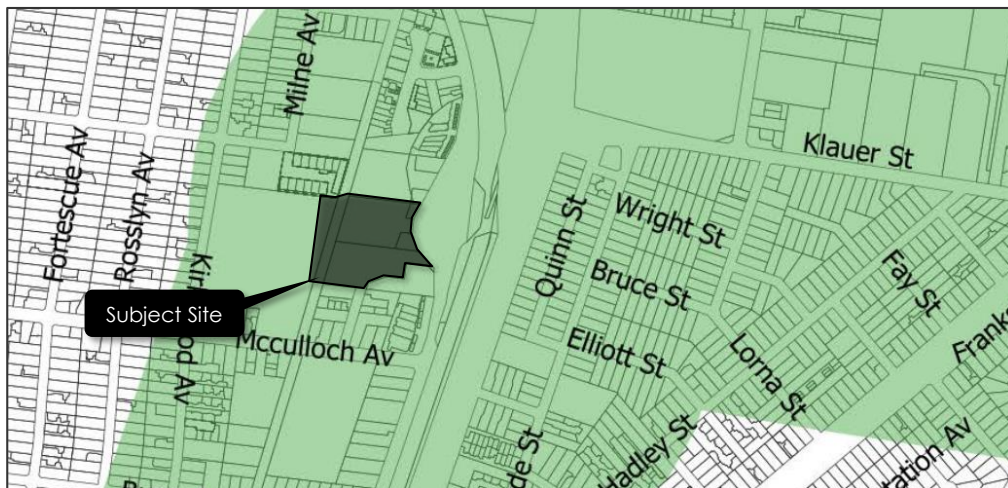 Milne Av
Klauer St
Fortescue Av
Rosslyn Av
Wright St
Quinn St
Fay St
Bruce St
Subject Site
Mcculloch Av
Elliott St
Lorna St
Hadley St